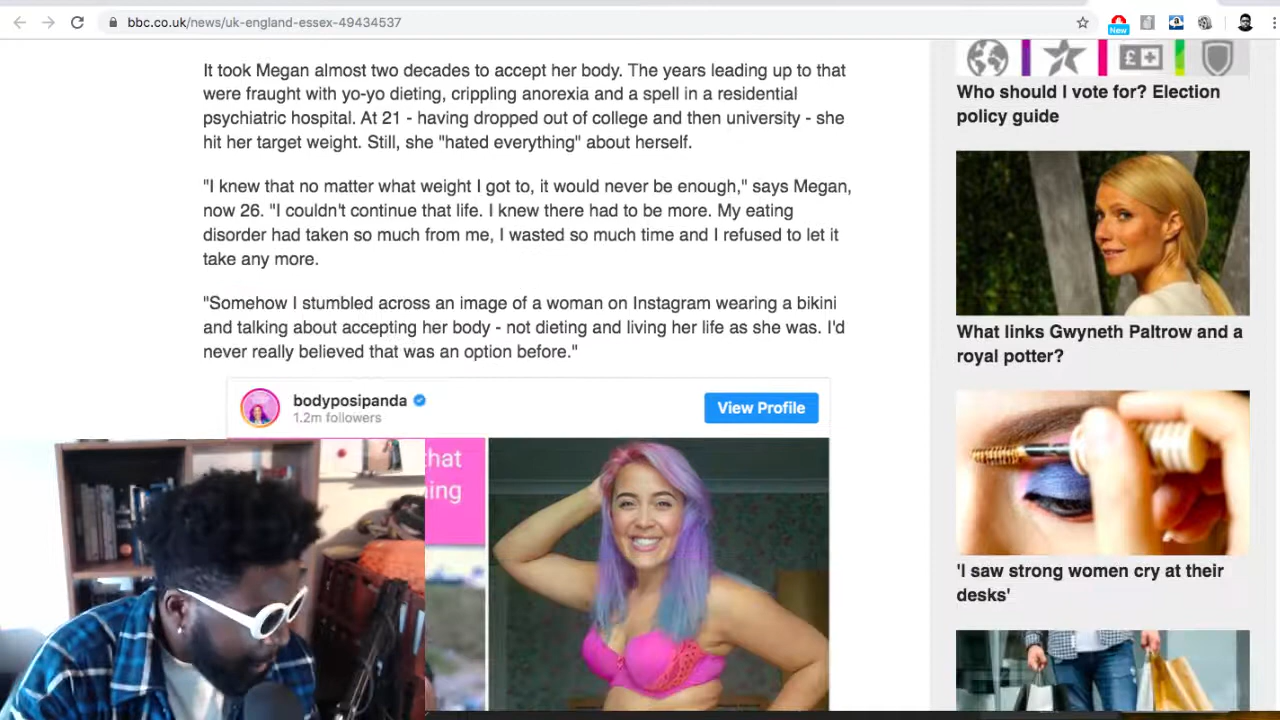 bbc.co.uk/news/uk-england-essex-49434537
New
It took Megan almost two decades to accept her body. The years leading up to that
were fraught with yo-yo dieting, crippling anorexia and a spell in a residential
psychiatric hospital. At 21 - having dropped out of college and then university - she
hit her target weight. Still, she "hated everything" about herself.
"I knew that no matter what weight I got to, it would never be enough," says Megan,
now 26. "I couldn't continue that life. I knew there had to be more. My eating
disorder had taken so much from me, I wasted so much time and I refused to let it
take any more.
"Somehow I stumbled across an image of a woman on Instagram wearing a bikini
and talking about accepting her body - not dieting and living her life as she was. I'd
never really believed that was an option before."
bodyposipanda
1.2m followers
View Profile
that
ing
£
Who should I vote for? Election
policy guide
What links Gwyneth Paltrow and a
royal potter?
'I saw strong women cry at their
desks'